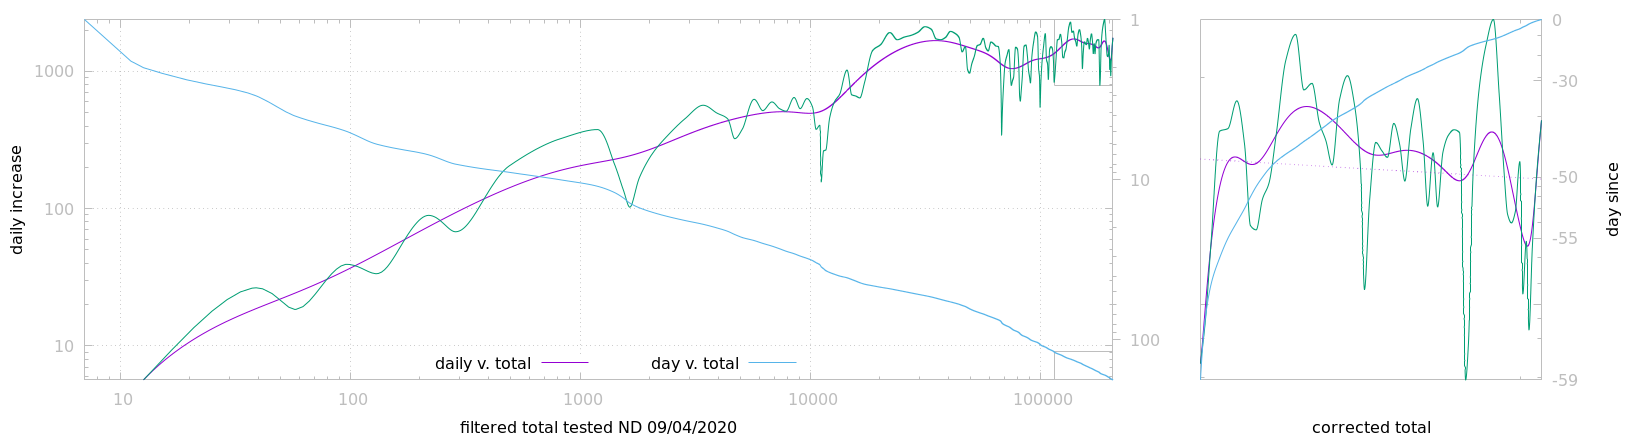 daily increase
1000
100
10
10
100
1000
10000
100000
1
10
100
daily v. total
day v. total
filtered total tested ND 09/04/2020
0
-30
-50
-55
-59
day since
corrected total